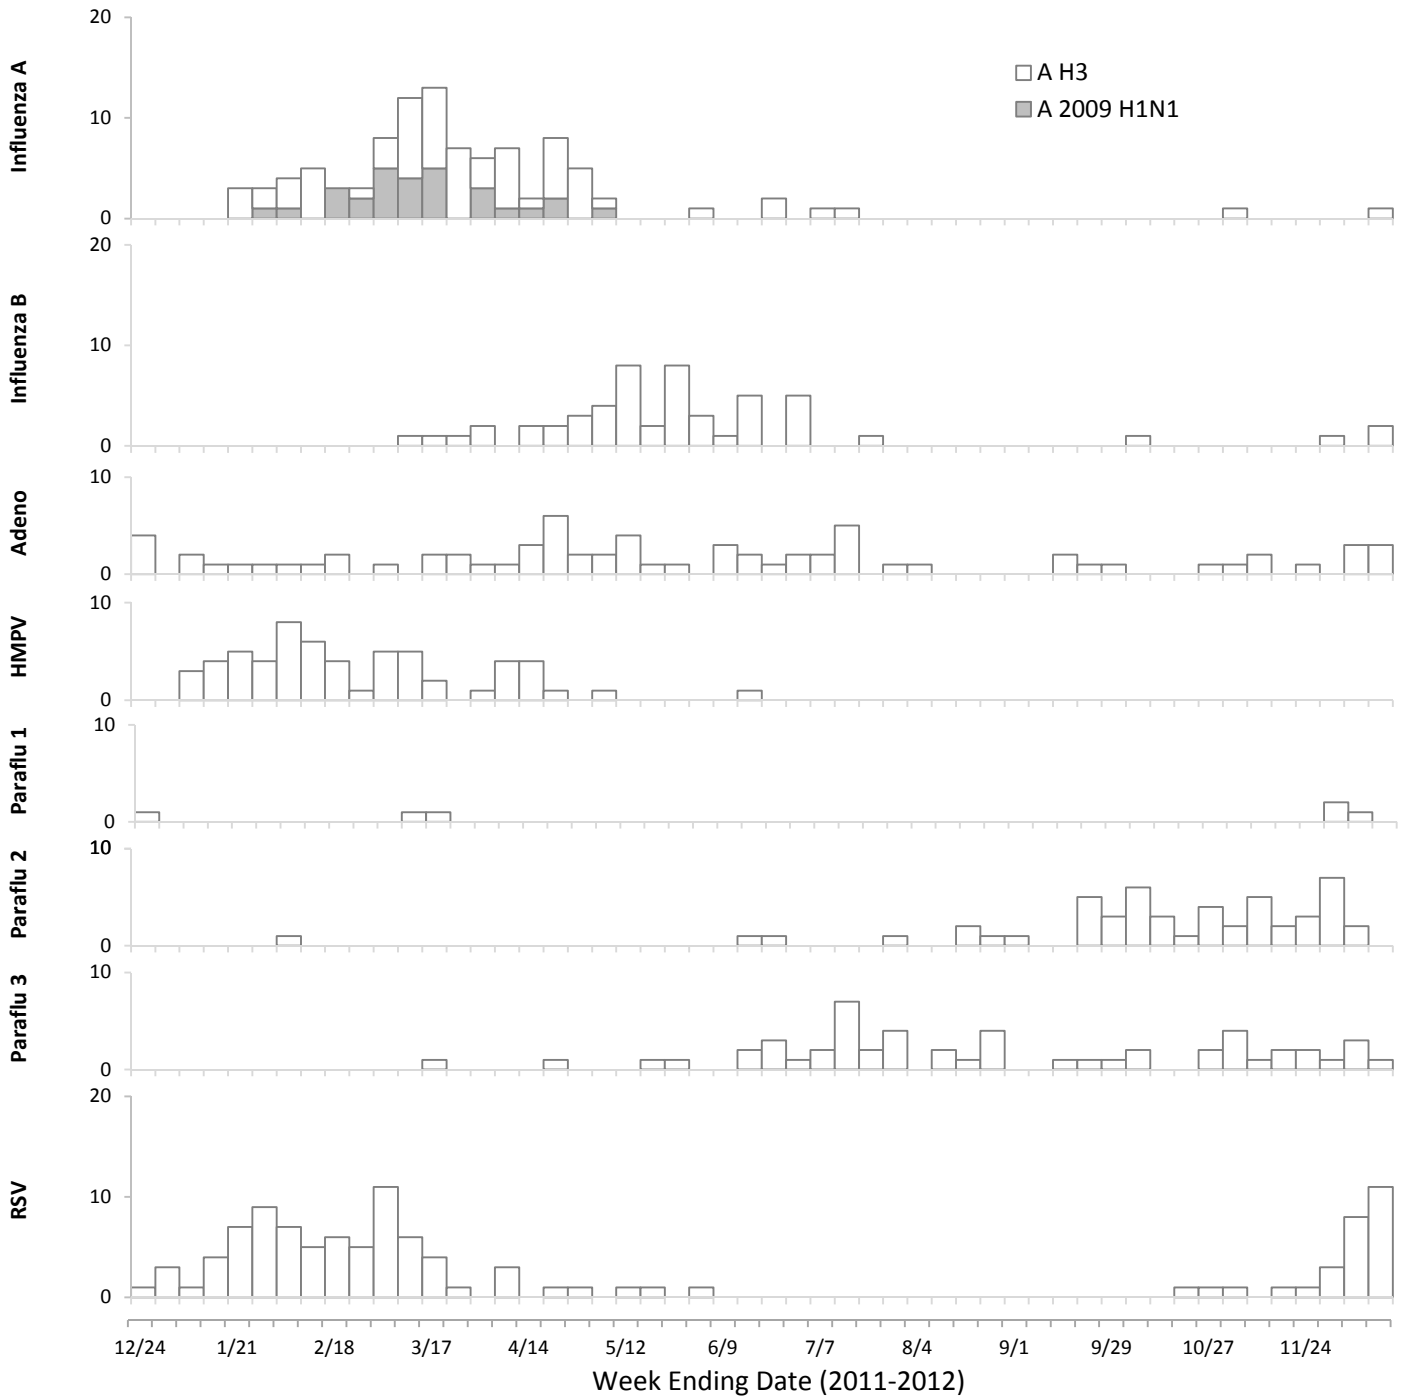 20
10
0
Influenza A
A H3
A 2009 H1N1
20
10
0
Influenza B
10
0
Adeno
10
0
HMPV
10
0
Paraflu 1
10
0
Paraflu 2
10
0
Paraflu 3
20
10
0
RSV
12/24 1/21 2/18 3/17 4/14 5/12 6/9 7/7 8/4 9/1 9/29 10/27 11/24
Week Ending Date (2011-2012)